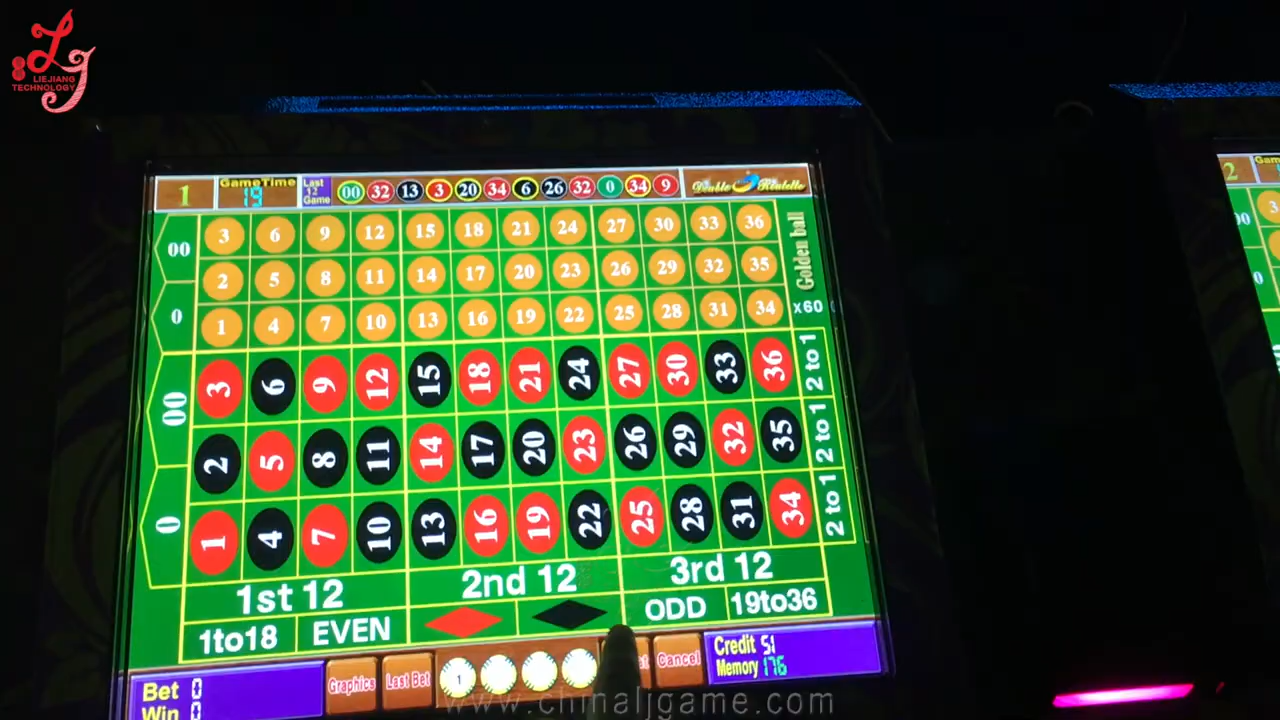 LJ
LIEJIANG
TECHNOLOGY
1 GameTime 19 Last 12 Game 00 32 13 3 20 34 6 26 32 0 34 9 Double Roulette
00 3 6 9 12 15 18 21 24 27 30 33 36 Golden ball
2 5 8 11 14 17 20 23 26 29 32 35
0 1 4 7 10 13 16 19 22 25 28 31 34 x60
00 3 6 9 12 15 18 21 24 27 30 33 36 2 to 1
2 5 8 11 14 17 20 23 26 29 32 35 2 to 1
0 1 4 7 10 13 16 19 22 25 28 31 34 2 to 1
1st 12 2nd 12 3rd 12
1to18 EVEN ODD 19to36
Bet 0 Graphics Last Bet 1 Cancel Credit 51
Win 0 Memory 176
www.chinaljgame.com
2